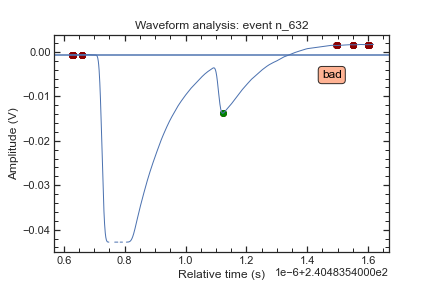 Waveform analysis: event n_632
Amplitude (V)
0.00
−0.01
−0.02
−0.03
−0.04
bad
0.6
0.8
1.0
1.2
1.4
1.6
Relative time (s)
1e−6+2.4048354000e2